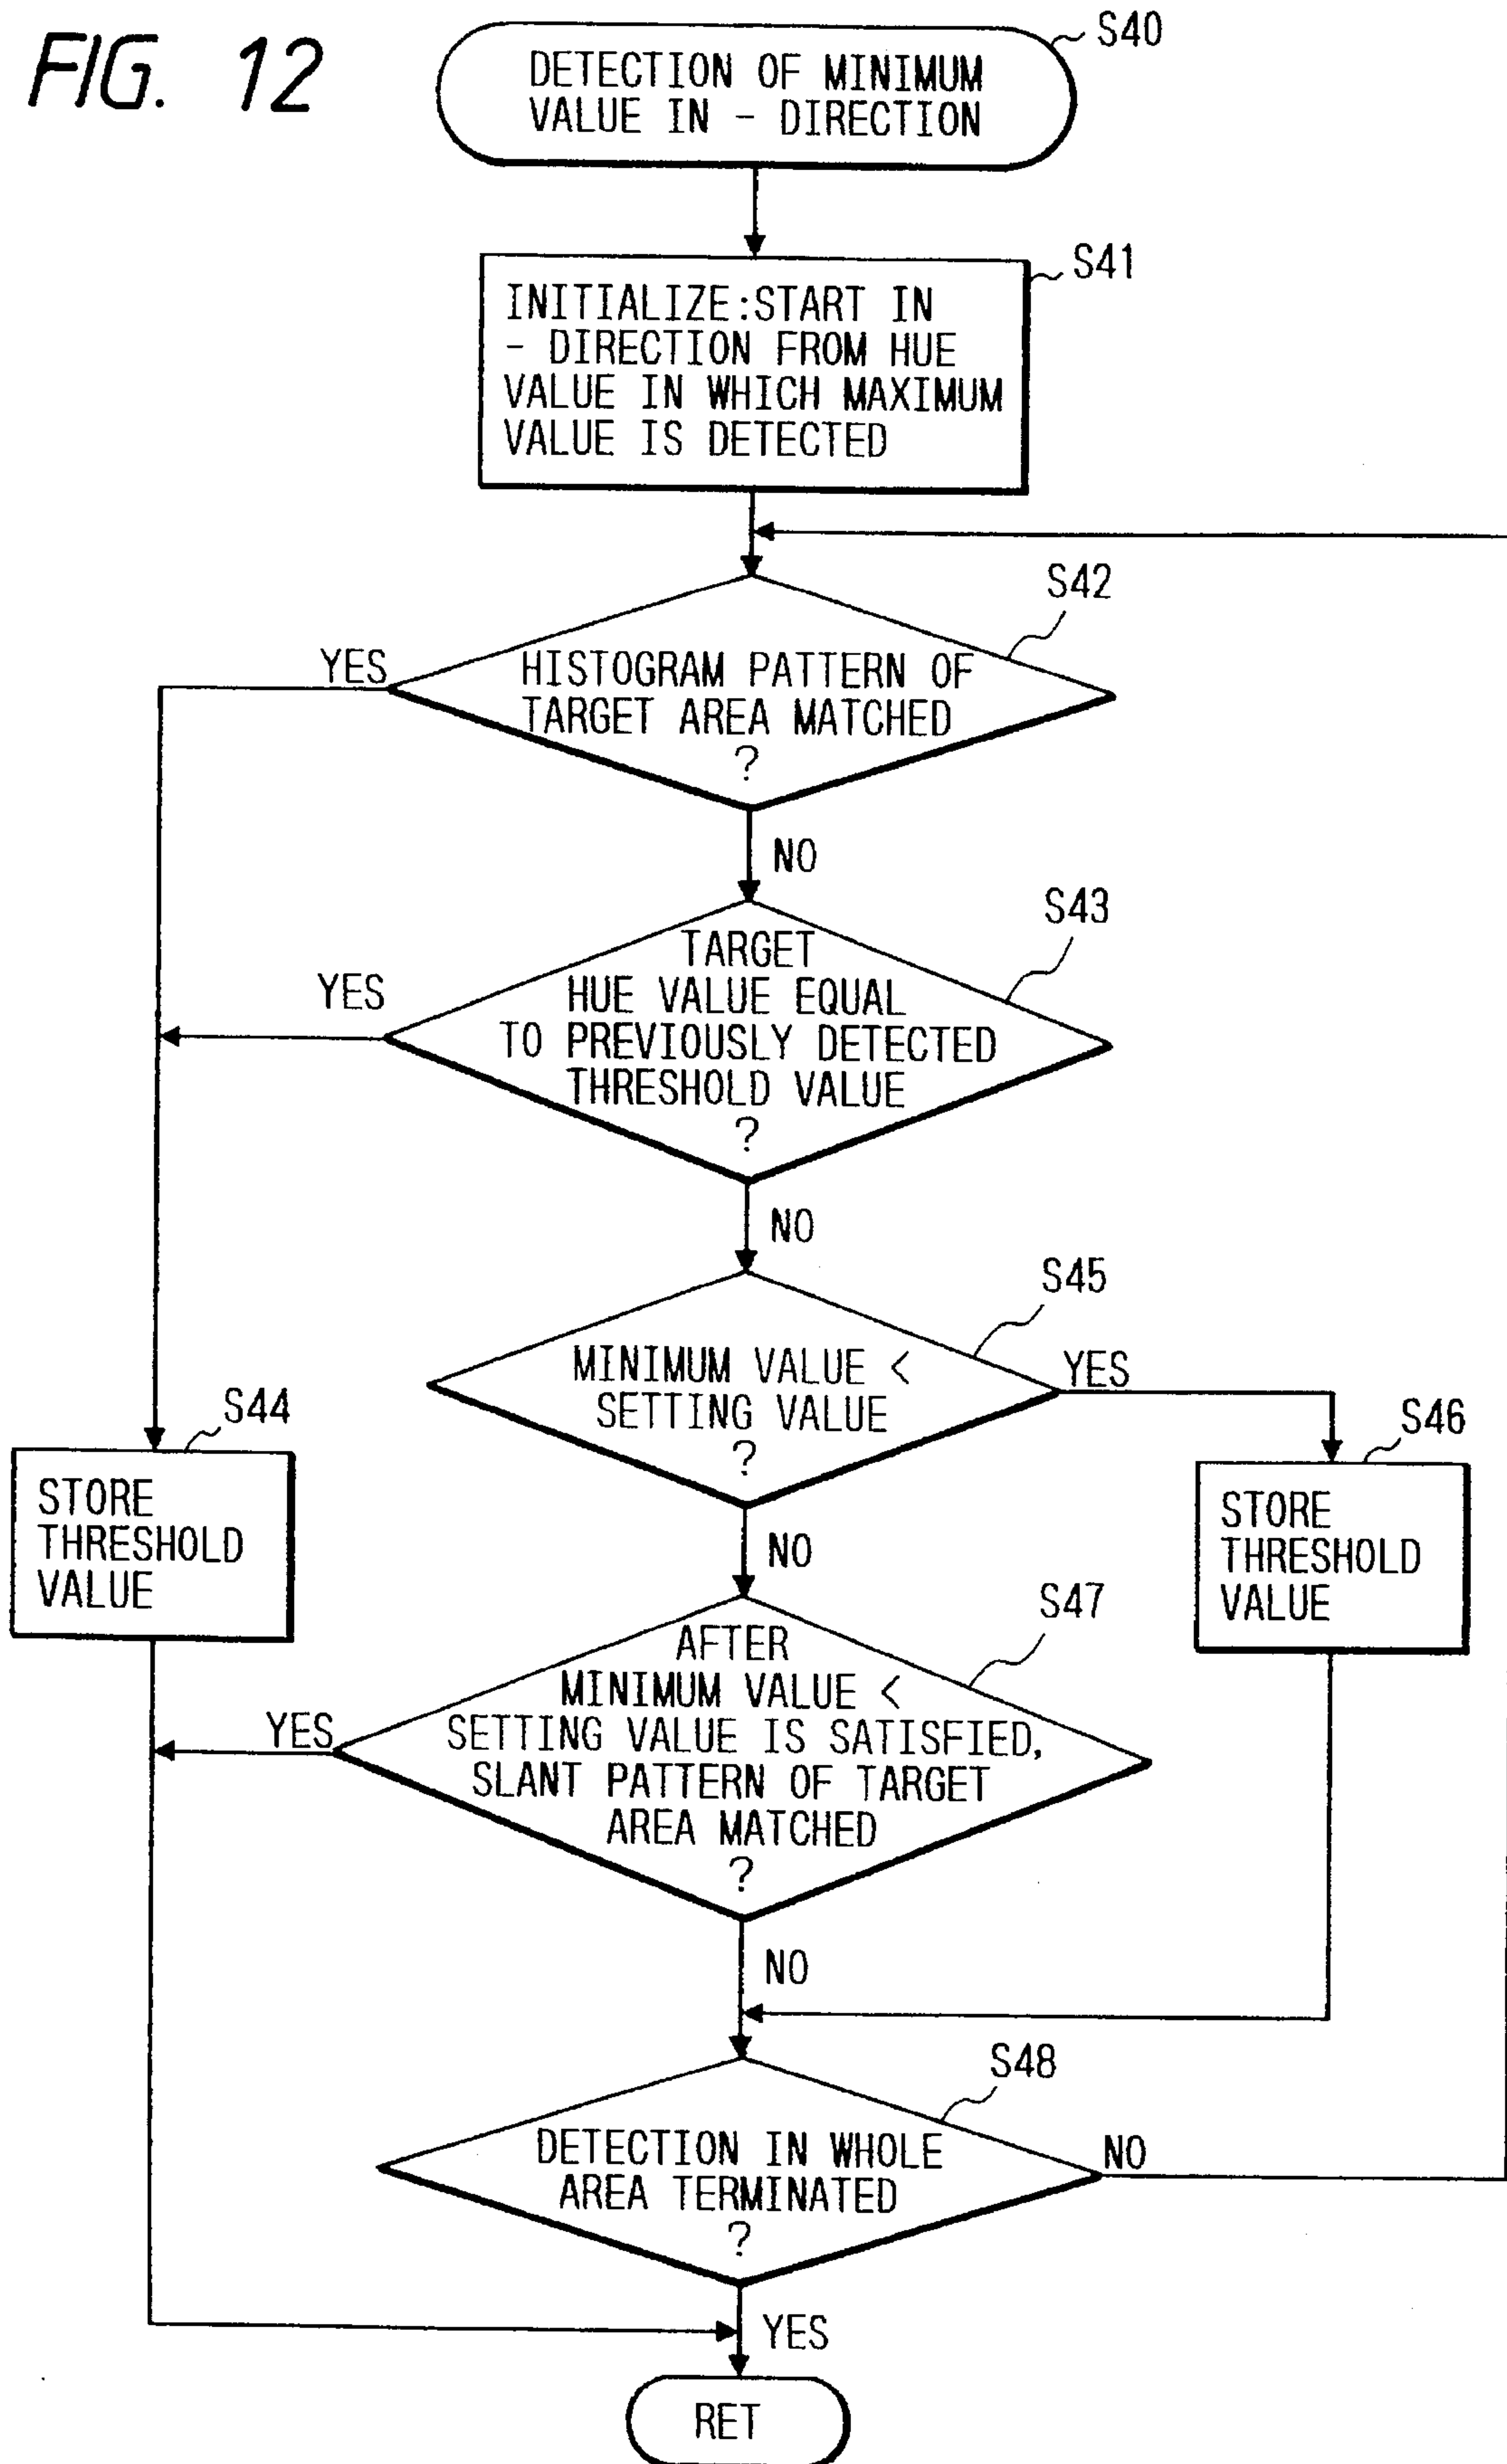 FIG. 12
S40
DETECTION OF MINIMUM
VALUE IN - DIRECTION
S41
INITIALIZE:START IN
- DIRECTION FROM HUE
VALUE IN WHICH MAXIMUM
VALUE IS DETECTED
S42
YES
HISTOGRAM PATTERN OF
TARGET AREA MATCHED
?
NO
S43
YES
TARGET
HUE VALUE EQUAL
TO PREVIOUSLY DETECTED
THRESHOLD VALUE
?
NO
S45
MINIMUM VALUE <
SETTING VALUE
?
YES
S44
STORE
THRESHOLD
VALUE
S46
STORE
THRESHOLD
VALUE
NO
S47
YES
AFTER
MINIMUM VALUE <
SETTING VALUE IS SATISFIED,
SLANT PATTERN OF TARGET
AREA MATCHED
?
NO
S48
DETECTION IN WHOLE
AREA TERMINATED
?
NO
YES
RET